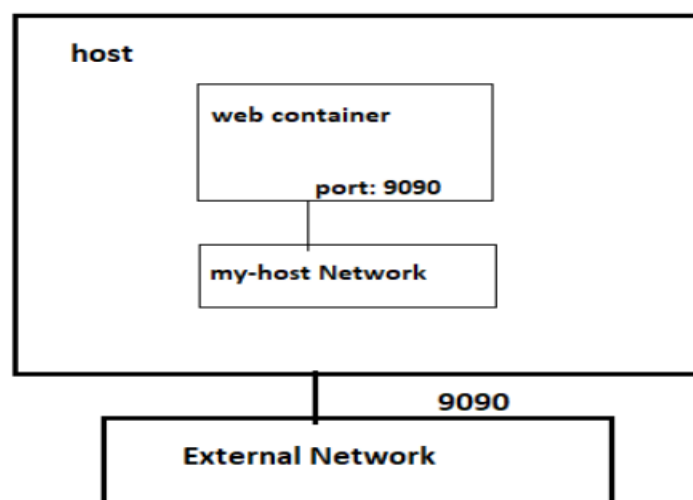 host
web container
port: 9090
my-host Network
9090
External Network